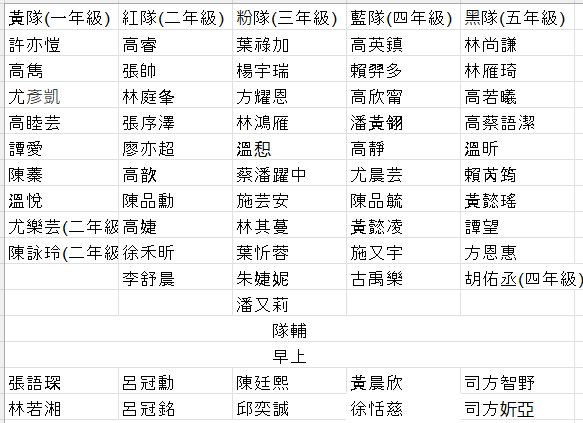 黃隊(一年級) 紅隊(二年級) 粉隊(三年級) 藍隊(四年級) 黑隊(五年級)
許亦愷 高睿 葉祿加 高英鎮 林尚謙
高雋 張帥 楊宇瑞 賴羿多 林雁琦
尤彥凱 林庭夆 方耀恩 高欣甯 高若曦
高睦芸 張序澤 林鴻雁 潘黃翎 高蔡語潔
譚愛 廖亦超 溫恕 高靜 溫昕
陳蓁 高歆 蔡潘躍中 尤晨芸 賴芮筠
溫悅 陳品勳 施芸安 陳品毓 黃懿瑤
尤樂芸(二年級 高婕 林其蔓 黃懿凌 譚望
陳詠玲(二年級 徐禾昕 葉忻蓉 施又宇 方恩惠
李舒晨 朱婕妮 古禹樂 胡佑丞(四年級)
潘又莉
隊輔
早上
張語琛 呂冠勳 陳廷熙 黃晨欣 司方智野
林若湘 呂冠銘 邱奕誠 徐恬慈 司方妡亞